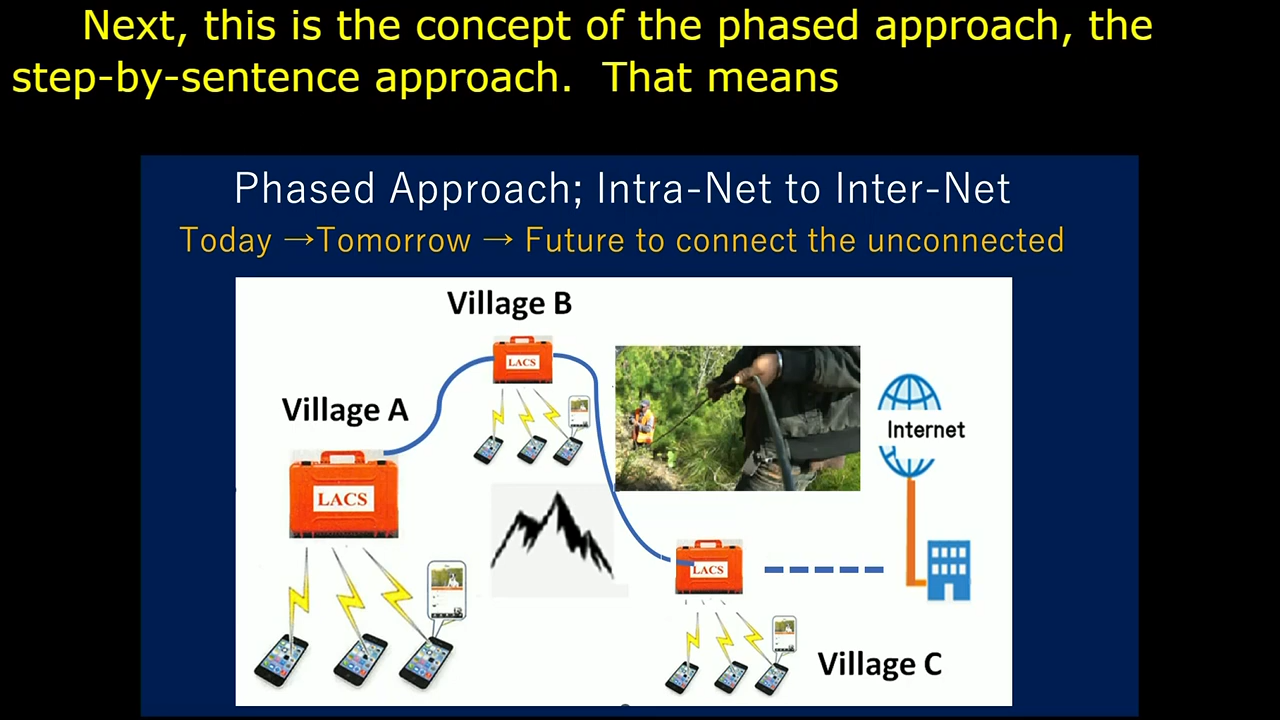 Next, this is the concept of the phased approach, the
step-by-sentence approach.  That means
Phased Approach; Intra-Net to Inter-Net
Today →Tomorrow → Future to connect the unconnected
Village B
LACS
Village A
LACS
Internet
LACS
Village C